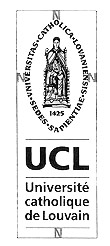 N N
UNIVERSITAS CATHOLICA LOVANIENSIS
SEDES SAPIENTIAE
1425
UCL
Université
catholique
de Louvain
N N